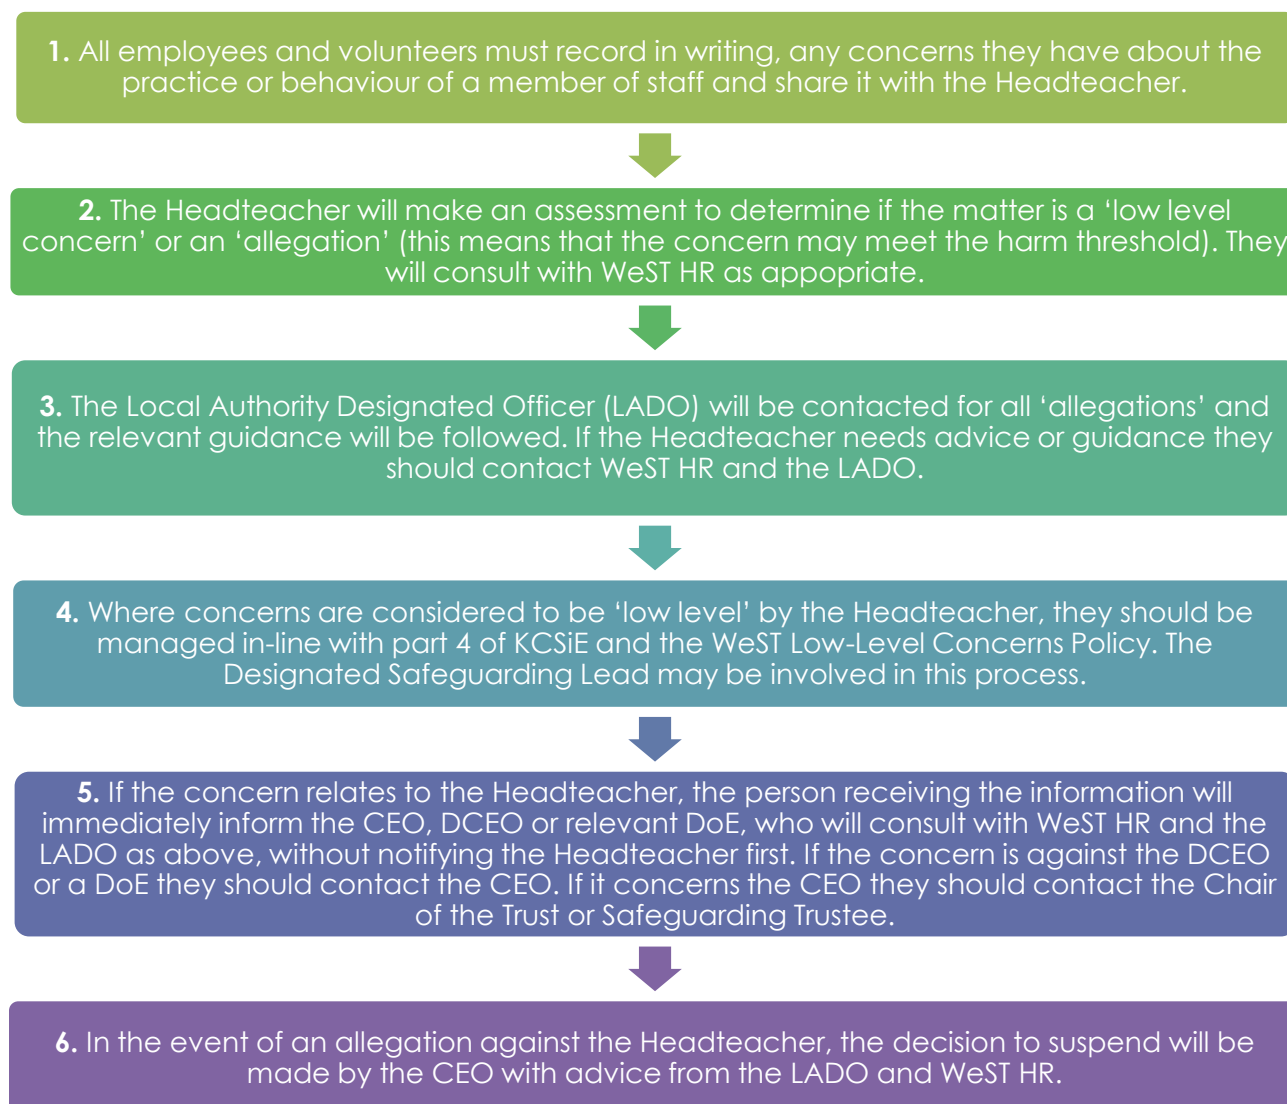 1. All employees and volunteers must record in writing, any concerns they have about the
practice or behaviour of a member of staff and share it with the Headteacher.
2. The Headteacher will make an assessment to determine if the matter is a ‘low level
concern’ or an ‘allegation’ (this means that the concern may meet the harm threshold). They
will consult with WeST HR as appopriate.
3. The Local Authority Designated Officer (LADO) will be contacted for all ‘allegations’ and
the relevant guidance will be followed. If the Headteacher needs advice or guidance they
should contact WeST HR and the LADO.
4. Where concerns are considered to be ‘low level’ by the Headteacher, they should be
managed in-line with part 4 of KCSiE and the WeST Low-Level Concerns Policy. The
Designated Safeguarding Lead may be involved in this process.
5. If the concern relates to the Headteacher, the person receiving the information will
immediately inform the CEO, DCEO or relevant DoE, who will consult with WeST HR and the
LADO as above, without notifying the Headteacher first. If the concern is against the DCEO
or a DoE they should contact the CEO. If it concerns the CEO they should contact the Chair
of the Trust or Safeguarding Trustee.
6. In the event of an allegation against the Headteacher, the decision to suspend will be
made by the CEO with advice from the LADO and WeST HR.